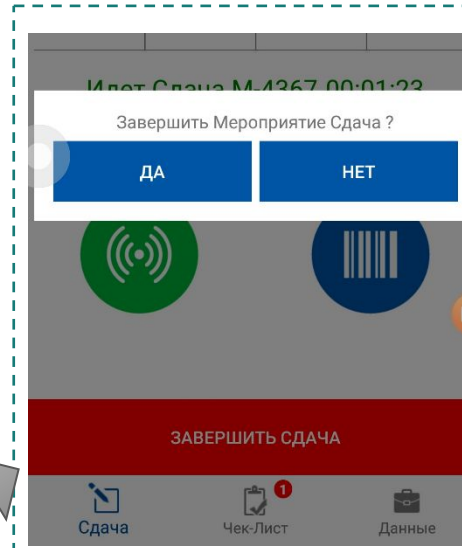 Идет Сдача М-4367 00:01:23
Завершить Мероприятие Сдача ?
ДА
НЕТ
ЗАВЕРШИТЬ СДАЧА
1
Сдача
Чек-Лист
Данные